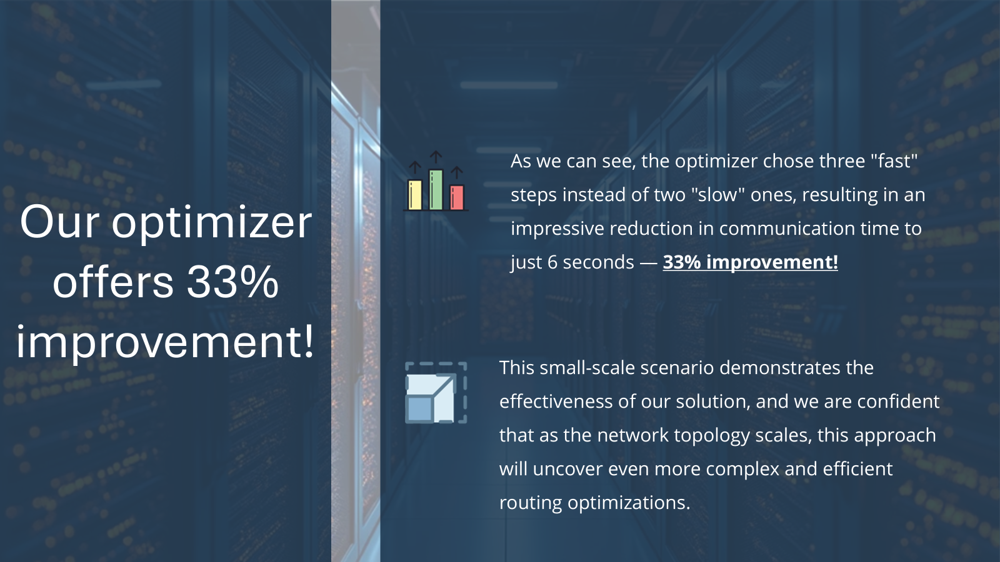 Our optimizer
offers 33%
improvement!
As we can see, the optimizer chose three "fast"
steps instead of two "slow" ones, resulting in an
impressive reduction in communication time to
just 6 seconds — 33% improvement!
This small-scale scenario demonstrates the
effectiveness of our solution, and we are confident
that as the network topology scales, this approach
will uncover even more complex and efficient
routing optimizations.